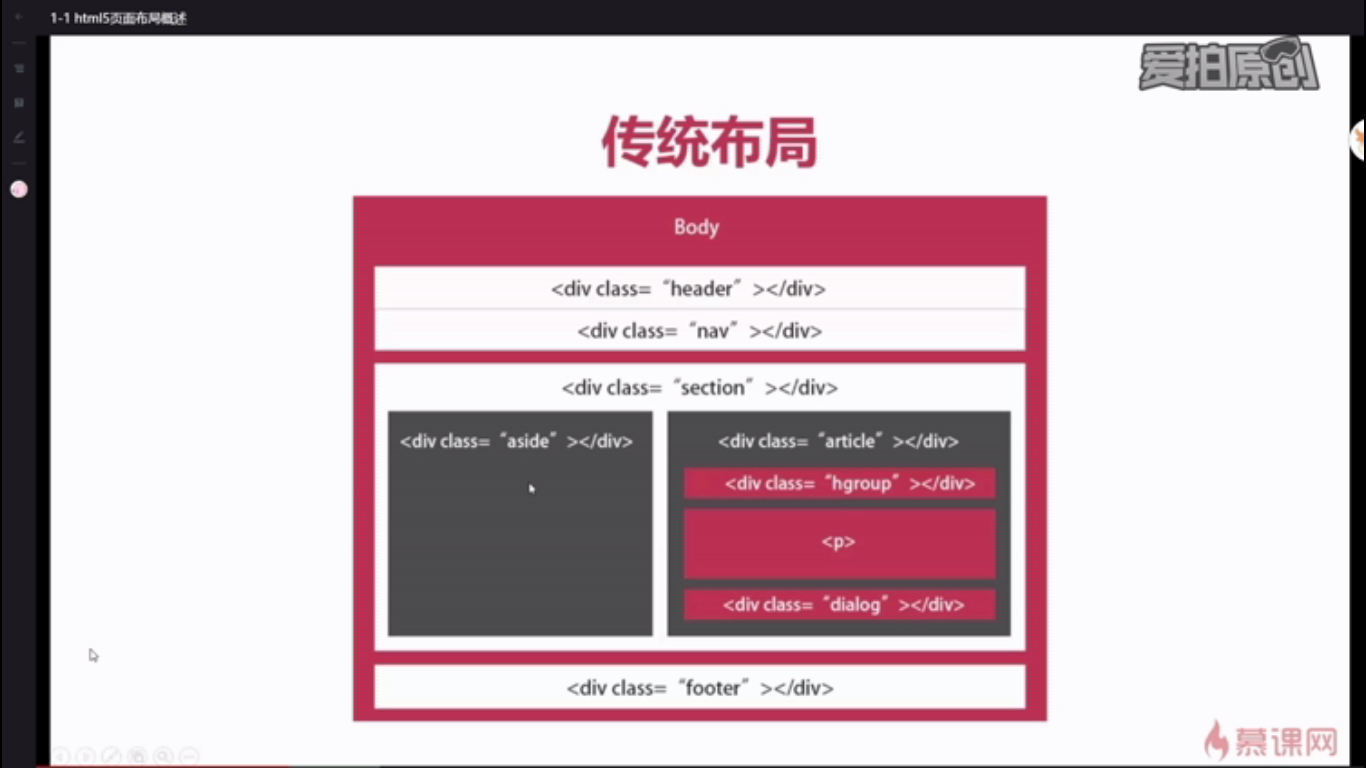 1-1 html5页面布局概述
爱拍原创
传统布局
Body
<div class= “header” ></div>
<div class= “nav” ></div>
<div class= “section” ></div>
<div class= “aside” ></div>
<div class= “article” ></div>
<div class= “hgroup” ></div>
<p>
<div class= “dialog” ></div>
<div class= “footer” ></div>
慕课网